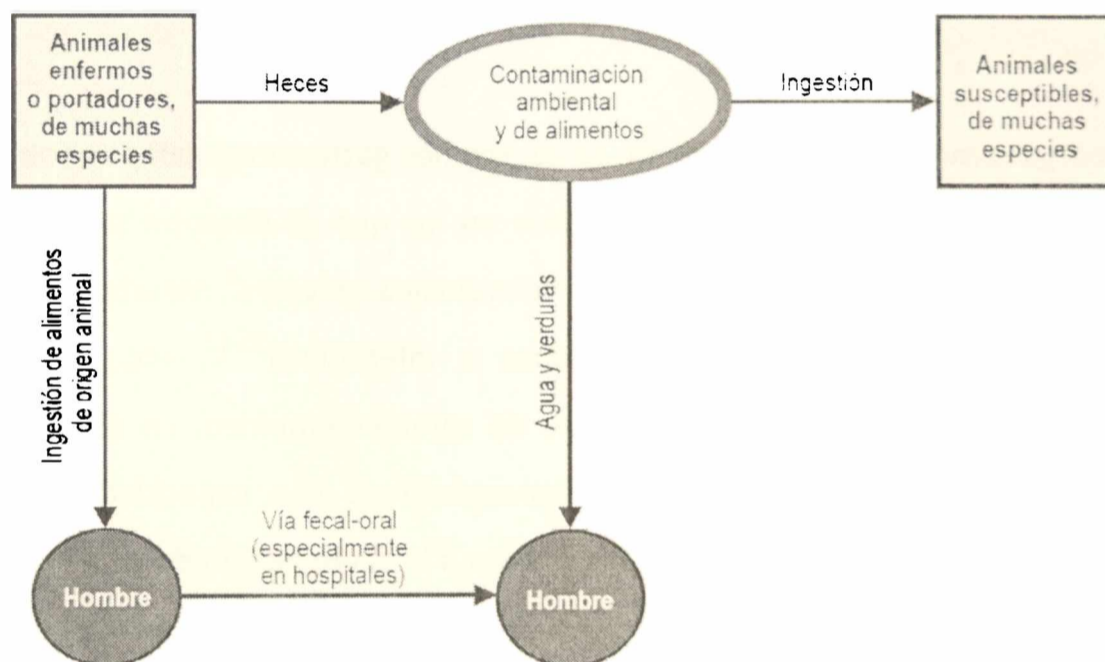 Animales
enfermos
o portadores,
de muchas
especies
Heces
Contaminación
ambiental
y de alimentos
Ingestión
Animales
susceptibles,
de muchas
especies
Ingestión de alimentos
de origen animal
Agua y verduras
Vía fecal-oral
(especialmente
en hospitales)
Hombre
Hombre